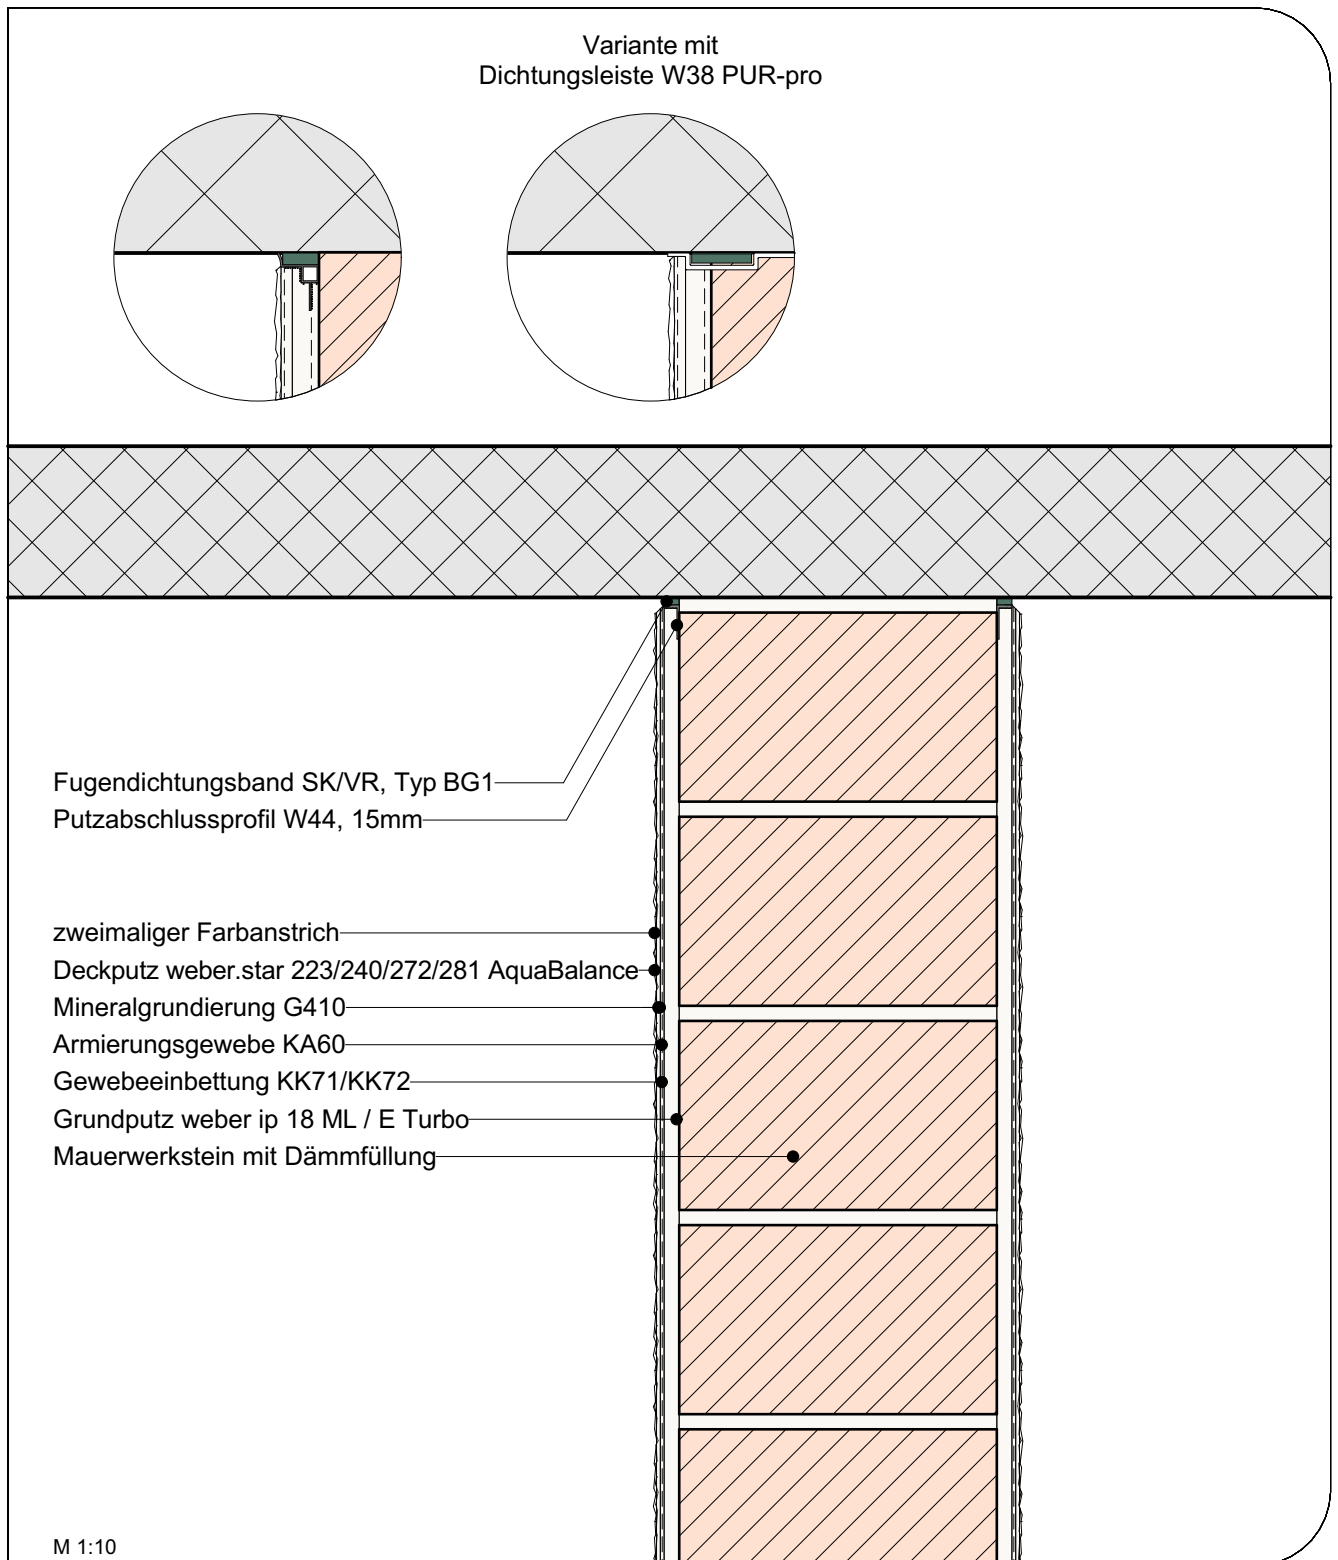 Variante mit
Dichtungsleiste W38 PUR-pro
Fugendichtungsband SK/VR, Typ BG1
Putzabschlussprofil W44, 15mm
zweimaliger Farbanstrich
Deckputz weber.star 223/240/272/281 AquaBalance
Mineralgrundierung G410
Armierungsgewebe KA60
Gewebeeinbettung KK71/KK72
Grundputz weber ip 18 ML / E Turbo
Mauerwerkstein mit Dämmfüllung
M 1:10